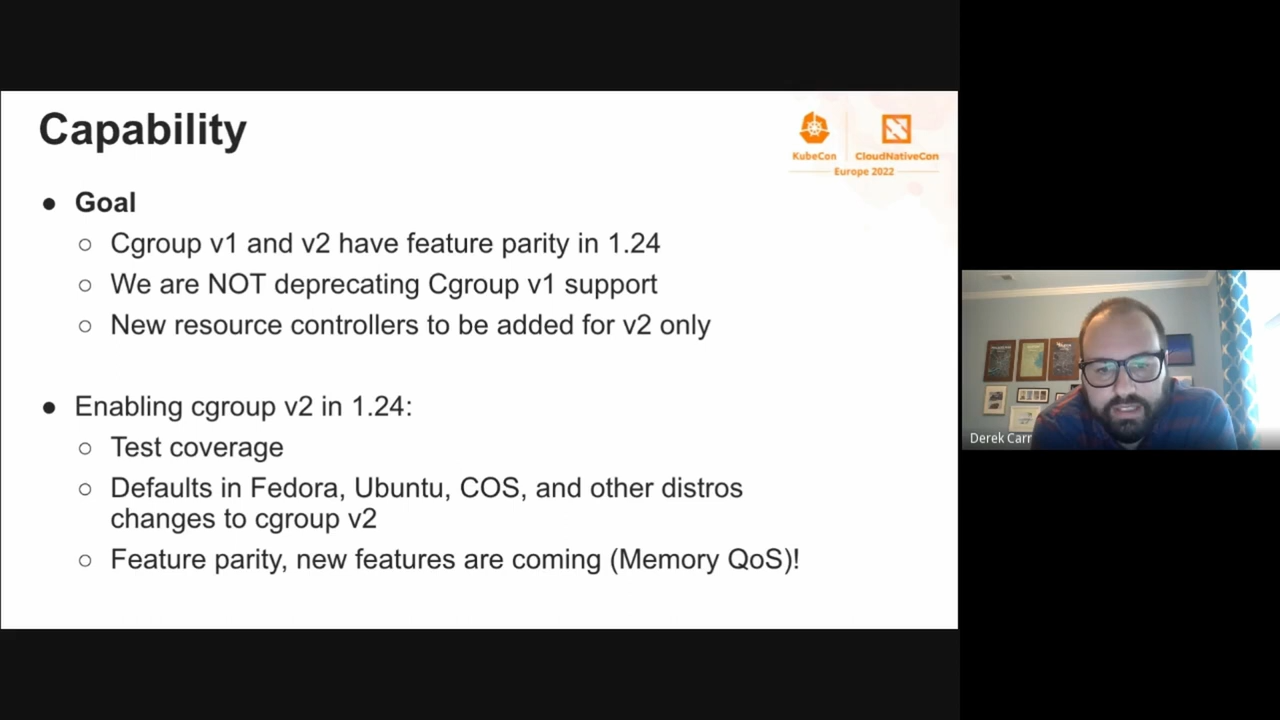 Capability
KubeCon
CloudNativeCon
Europe 2022
● Goal
○ Cgroup v1 and v2 have feature parity in 1.24
○ We are NOT deprecating Cgroup v1 support
○ New resource controllers to be added for v2 only
● Enabling cgroup v2 in 1.24:
○ Test coverage
○ Defaults in Fedora, Ubuntu, COS, and other distros
changes to cgroup v2
○ Feature parity, new features are coming (Memory QoS)!
Derek Carr